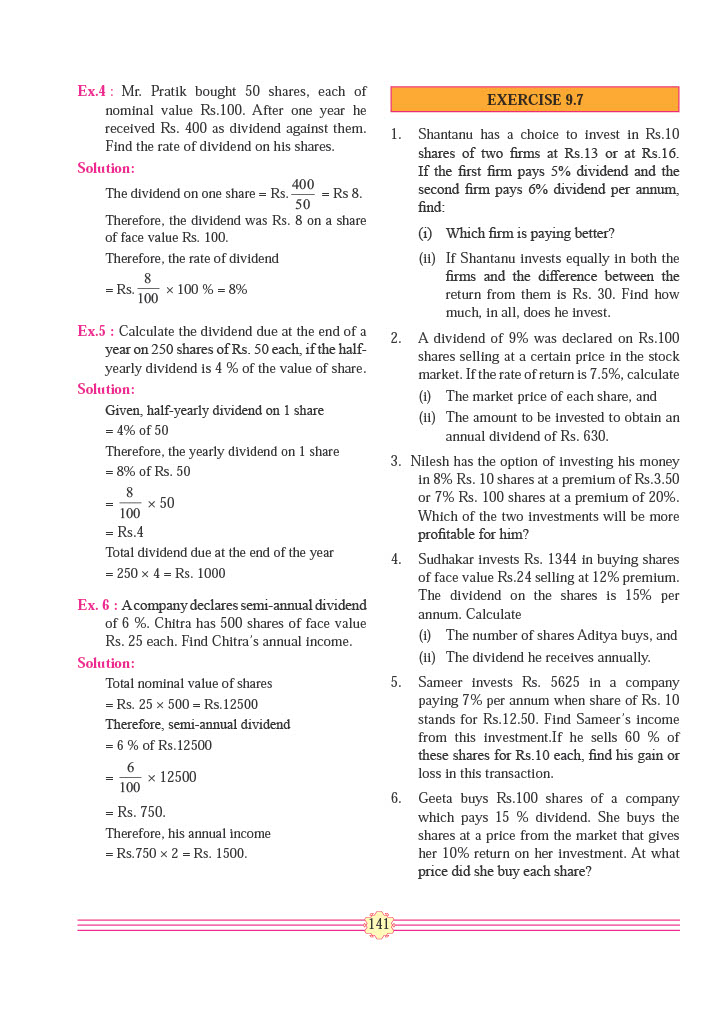 Ex.4 : Mr. Pratik bought 50 shares, each of
nominal value Rs.100. After one year he
received Rs. 400 as dividend against them.
Find the rate of dividend on his shares.
Solution:
The dividend on one share = Rs. 400/50 = Rs 8.
Therefore, the dividend was Rs. 8 on a share
of face value Rs. 100.
Therefore, the rate of dividend
= Rs. 8/100 × 100 % = 8%
Ex.5 : Calculate the dividend due at the end of a
year on 250 shares of Rs. 50 each, if the half-
yearly dividend is 4 % of the value of share.
Solution:
Given, half-yearly dividend on 1 share
= 4% of 50
Therefore, the yearly dividend on 1 share
= 8% of Rs. 50
= 8/100 × 50
= Rs.4
Total dividend due at the end of the year
= 250 × 4 = Rs. 1000
Ex. 6 : A company declares semi-annual dividend
of 6 %. Chitra has 500 shares of face value
Rs. 25 each. Find Chitra's annual income.
Solution:
Total nominal value of shares
= Rs. 25 × 500 = Rs.12500
Therefore, semi-annual dividend
= 6 % of Rs.12500
= 6/100 × 12500
= Rs. 750.
Therefore, his annual income
= Rs.750 × 2 = Rs. 1500.
EXERCISE 9.7
1. Shantanu has a choice to invest in Rs.10
shares of two firms at Rs.13 or at Rs.16.
If the first firm pays 5% dividend and the
second firm pays 6% dividend per annum,
find:
(i) Which firm is paying better?
(ii) If Shantanu invests equally in both the
firms and the difference between the
return from them is Rs. 30. Find how
much, in all, does he invest.
2. A dividend of 9% was declared on Rs.100
shares selling at a certain price in the stock
market. If the rate of return is 7.5%, calculate
(i) The market price of each share, and
(ii) The amount to be invested to obtain an
annual dividend of Rs. 630.
3. Nilesh has the option of investing his money
in 8% Rs. 10 shares at a premium of Rs.3.50
or 7% Rs. 100 shares at a premium of 20%.
Which of the two investments will be more
profitable for him?
4. Sudhakar invests Rs. 1344 in buying shares
of face value Rs.24 selling at 12% premium.
The dividend on the shares is 15% per
annum. Calculate
(i) The number of shares Aditya buys, and
(ii) The dividend he receives annually.
5. Sameer invests Rs. 5625 in a company
paying 7% per annum when share of Rs. 10
stands for Rs.12.50. Find Sameer's income
from this investment.If he sells 60 % of
these shares for Rs.10 each, find his gain or
loss in this transaction.
6. Geeta buys Rs.100 shares of a company
which pays 15 % dividend. She buys the
shares at a price from the market that gives
her 10% return on her investment. At what
price did she buy each share?
141